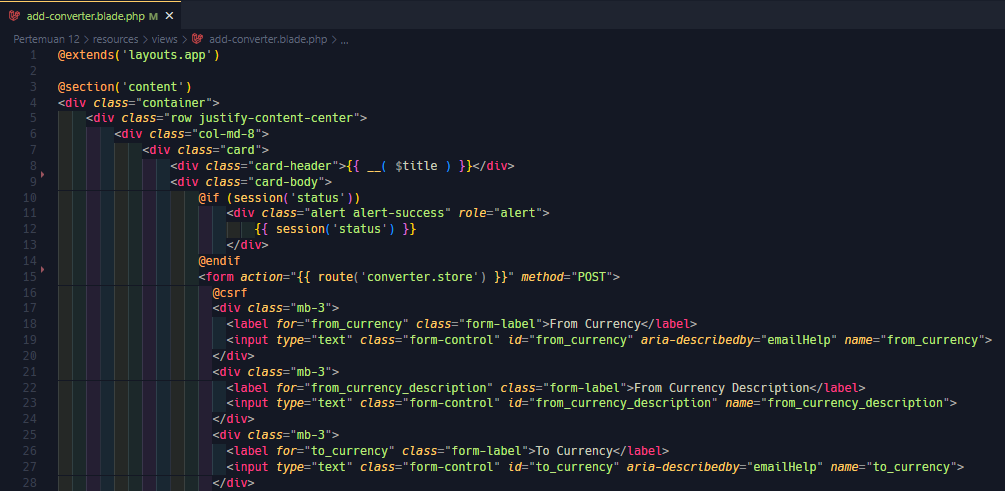 add-converter.blade.php M ×
Pertemuan 12 > resources > views > add-converter.blade.php > ...
1 @extends('layouts.app')
2
3 @section('content')
4 <div class="container">
5 <div class="row justify-content-center">
6 <div class="col-md-8">
7 <div class="card">
8 <div class="card-header">{{ __( $title ) }}</div>
9 <div class="card-body">
10 @if (session('status'))
11 <div class="alert alert-success" role="alert">
12 {{ session('status') }}
13 </div>
14 @endif
15 <form action="{{ route('converter.store') }}" method="POST">
16 @csrf
17 <div class="mb-3">
18 <label for="from_currency" class="form-label">From Currency</label>
19 <input type="text" class="form-control" id="from_currency" aria-describedby="emailHelp" name="from_currency">
20 </div>
21 <div class="mb-3">
22 <label for="from_currency_description" class="form-label">From Currency Description</label>
23 <input type="text" class="form-control" id="from_currency_description" name="from_currency_description">
24 </div>
25 <div class="mb-3">
26 <label for="to_currency" class="form-label">To Currency</label>
27 <input type="text" class="form-control" id="to_currency" aria-describedby="emailHelp" name="to_currency">
28 </div>